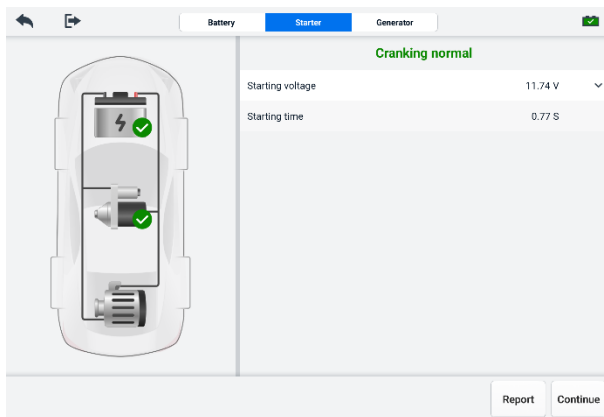 Battery
Starter
Generator
Cranking normal
Starting voltage 11.74 V
Starting time 0.77 S
Report
Continue